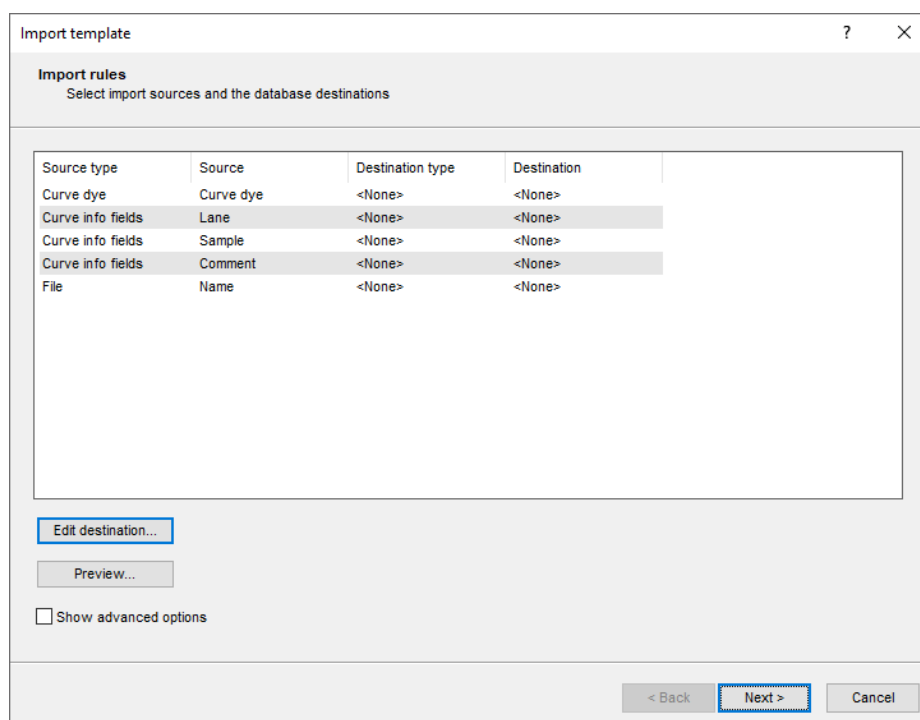 Import template ?
Import rules
Select import sources and the database destinations
Source type Source Destination type Destination
Curve dye Curve dye <None> <None>
Curve info fields Lane <None> <None>
Curve info fields Sample <None> <None>
Curve info fields Comment <None> <None>
File Name <None> <None>
Edit destination...
Preview...
Show advanced options
< Back Next > Cancel